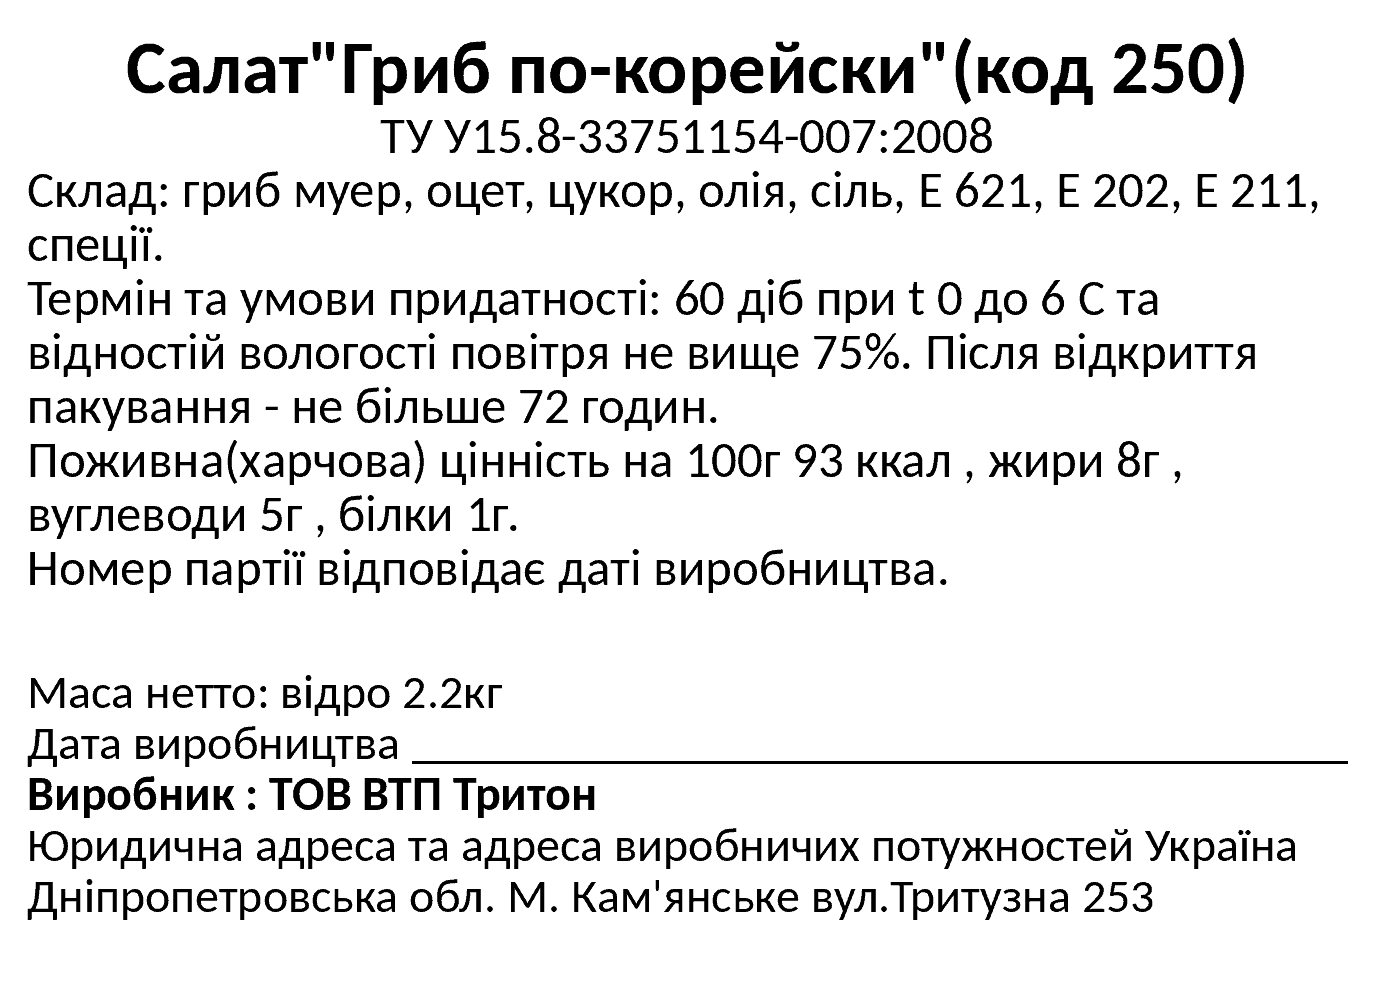 Салат"Гриб по-корейски"(код 250)
ТУ У15.8-33751154-007:2008
Склад: гриб муер, оцет, цукор, олія, сіль, Е 621, Е 202, Е 211,
спеції.
Термін та умови придатності: 60 діб при t 0 до 6 С та
відностій вологості повітря не вище 75%. Після відкриття
пакування - не більше 72 годин.
Поживна(харчова) цінність на 100г 93 ккал , жири 8г ,
вуглеводи 5г , білки 1г.
Номер партії відповідає даті виробництва.
Маса нетто: відро 2.2кг
Дата виробництва ______________________________________
Виробник : ТОВ ВТП Тритон
Юридична адреса та адреса виробничих потужностей Україна
Дніпропетровська обл. М. Кам'янське вул.Тритузна 253